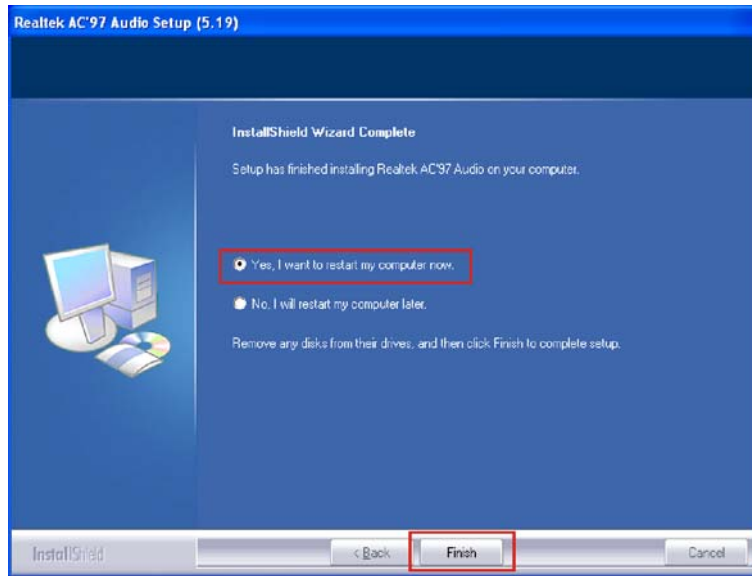 Realtek AC'97 Audio Setup (5.19)
InstallShield Wizard Complete
Setup has finished installing Realtek AC'97 Audio on your computer.
Yes, I want to restart my computer now.
No, I will restart my computer later.
Remove any disks from their drives, and then click Finish to complete setup.
InstallShield
< Back
Finish
Cancel